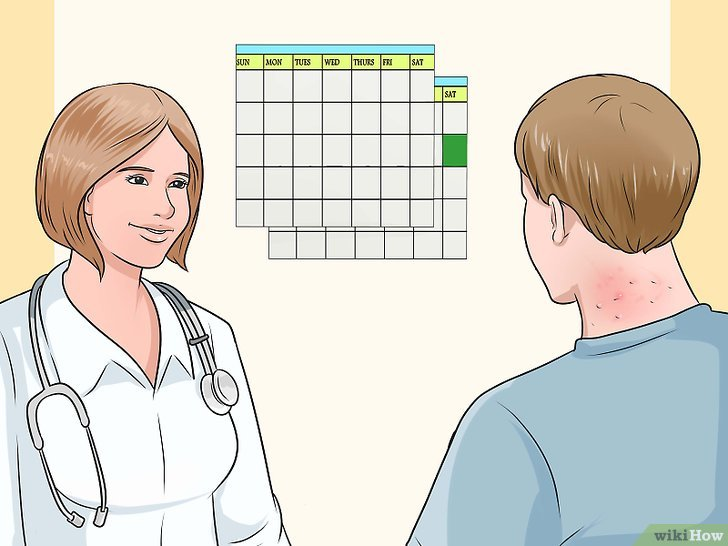 SUN MON TUES WED THURS FRI SAT
SAT
wikiHow